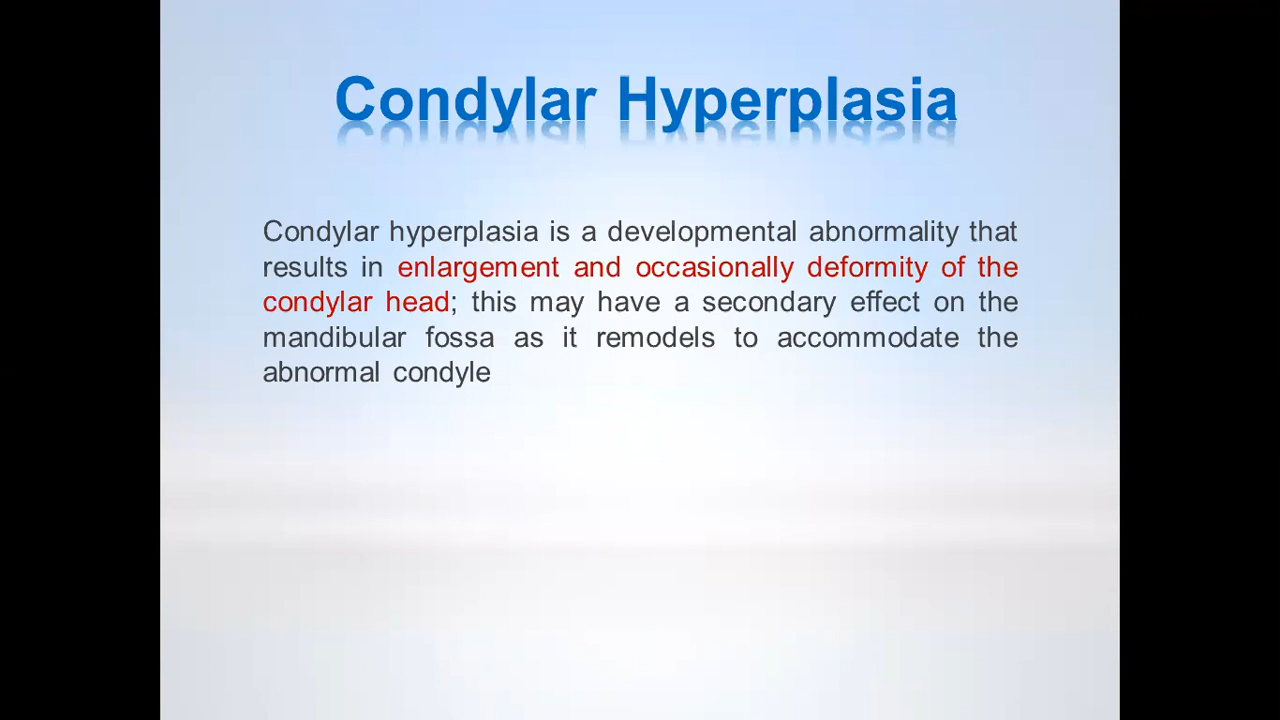 Condylar Hyperplasia
Condylar hyperplasia is a developmental abnormality that
results in enlargement and occasionally deformity of the
condylar head; this may have a secondary effect on the
mandibular fossa as it remodels to accommodate the
abnormal condyle